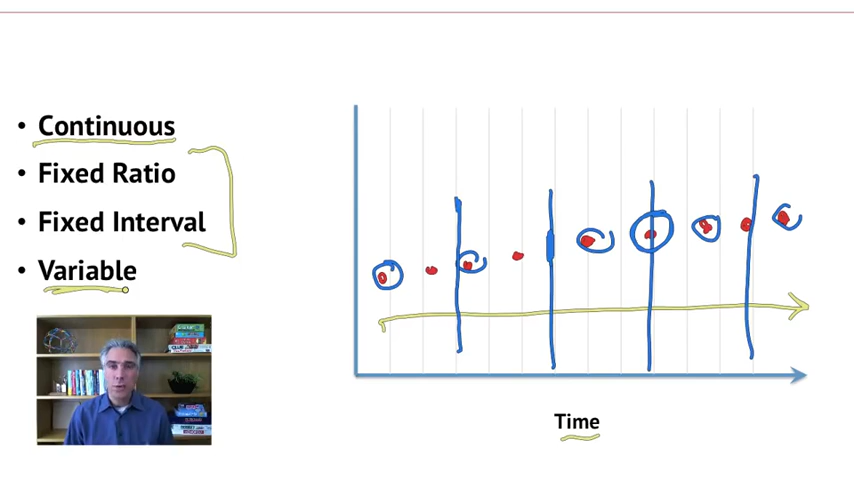 Continuous
Fixed Ratio
Fixed Interval
Variable
Time